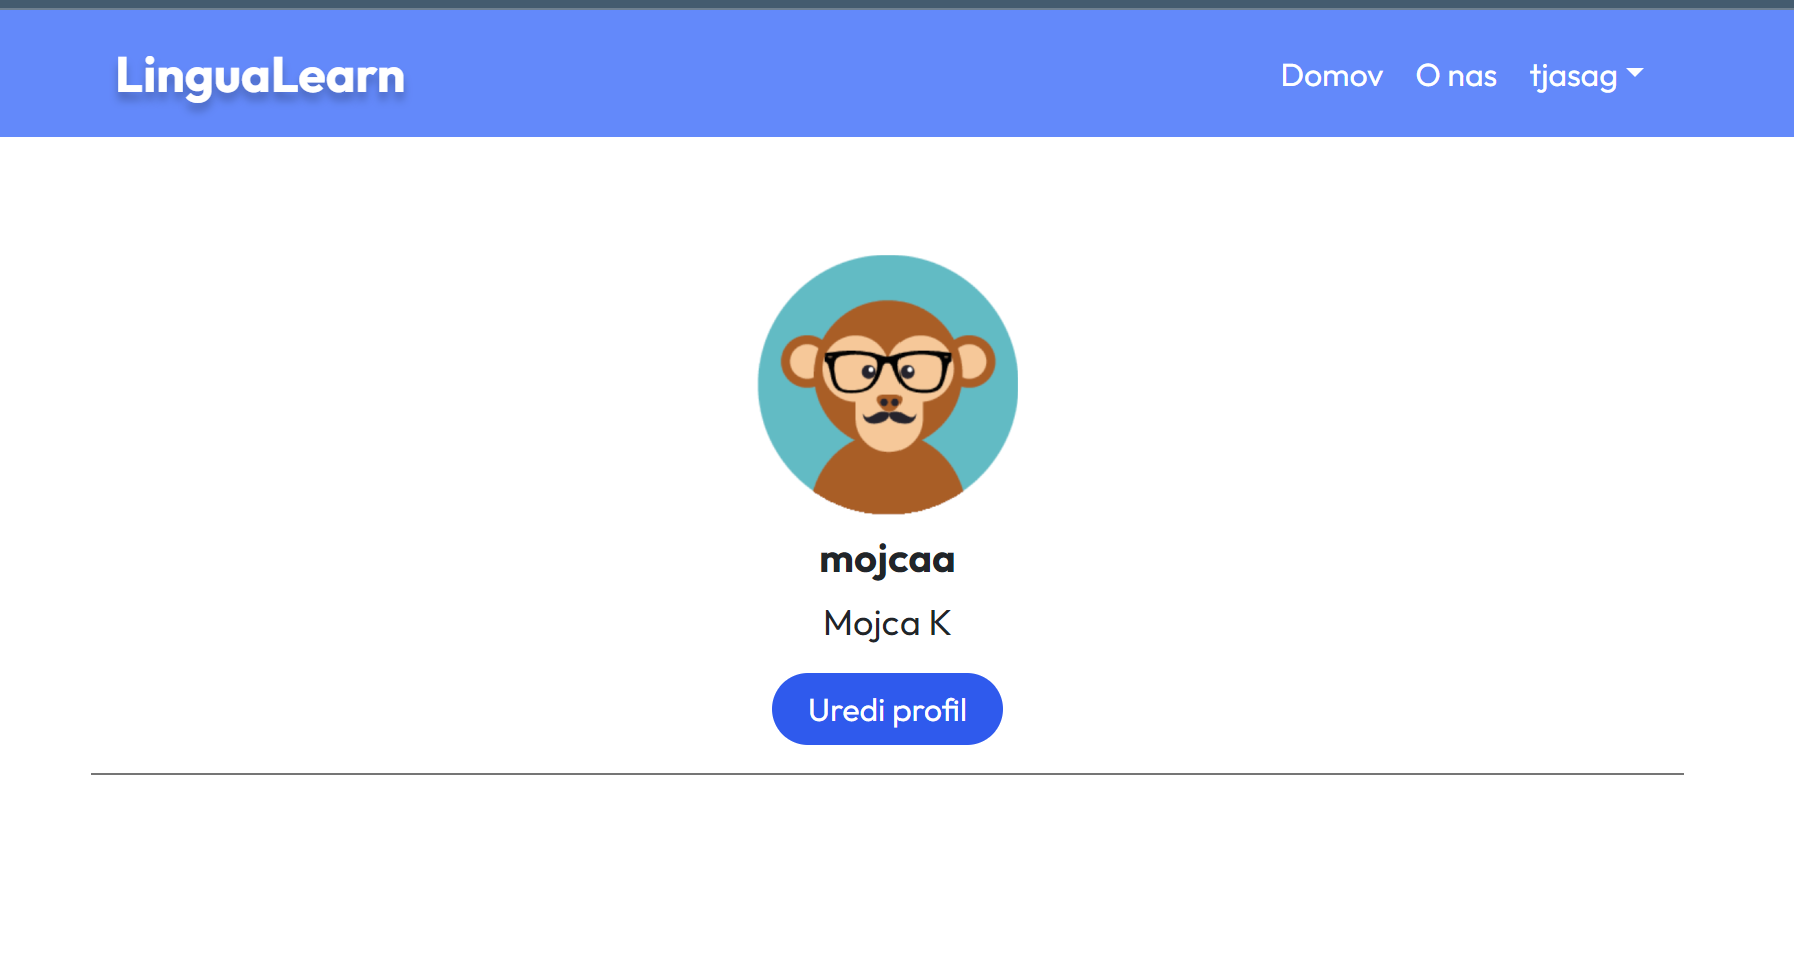 LinguaLearn
Domov O nas tjasag
mojcaa
Mojca K
Uredi profil